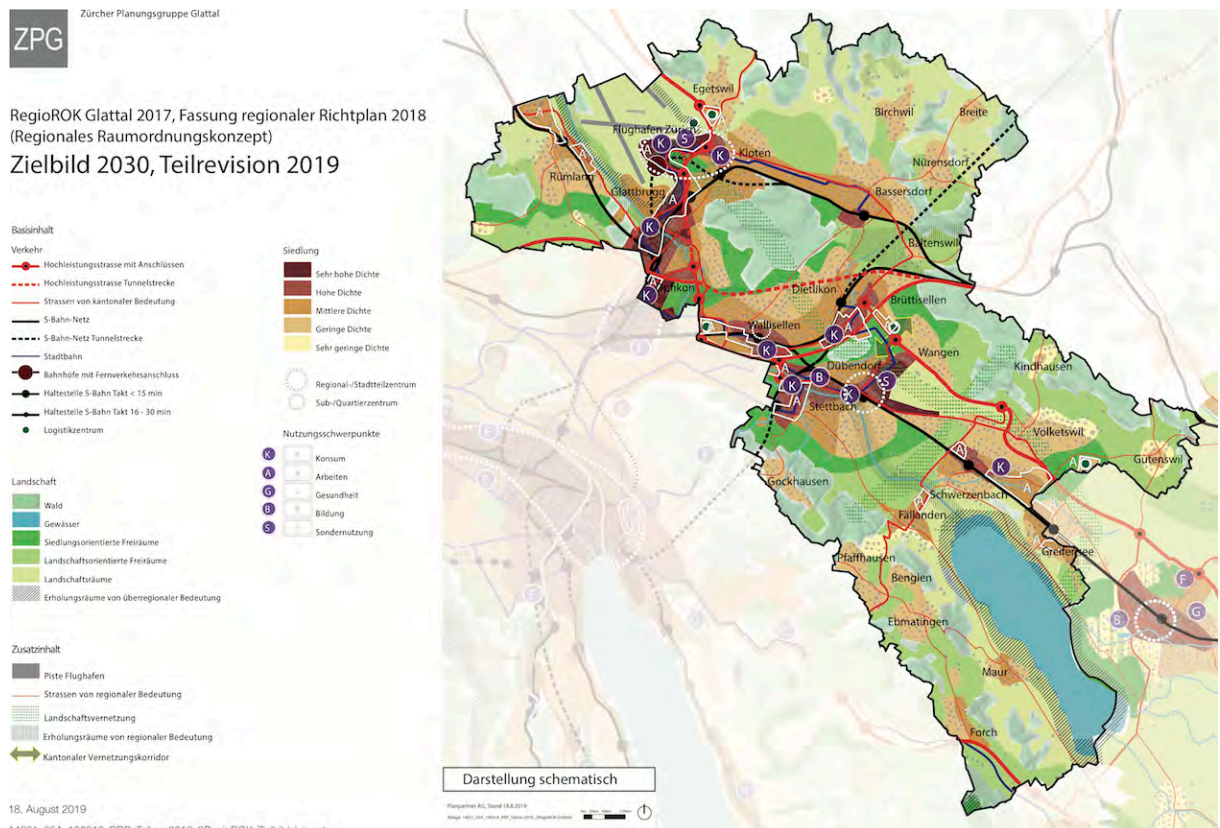 ZPG
Zürcher Planungsgruppe Glattal
RegioROK Glattal 2017, Fassung regionaler Richtplan 2018
(Regionales Raumordnungskonzept)
Zielbild 2030, Teilrevision 2019
Basisinhalt
Verkehr
Hochleistungsstrasse mit Anschlüssen
Hochleistungsstrasse Tunnelstrecke
Strassen von kantonaler Bedeutung
S-Bahn-Netz
S-Bahn-Netz Tunnelstrecke
Stadtbahn
Bahnhöfe mit Fernverkehrsanschluss
Haltestelle S-Bahn Takt < 15 min
Haltestelle S-Bahn Takt 16 - 30 min
Logistikzentrum
Landschaft
Wald
Gewässer
Siedlungsorientierte Freiräume
Landschaftsorientierte Freiräume
Landschaftsräume
Erholungsräume von überregionaler Bedeutung
Zusatzinhalt
Piste Flughafen
Strassen von regionaler Bedeutung
Landschaftsvernetzung
Erholungsräume von regionaler Bedeutung
Kantonaler Vernetzungskorridor
18. August 2019
Siedlung
Sehr hohe Dichte
Hohe Dichte
Mittlere Dichte
Geringe Dichte
Sehr geringe Dichte
Regional-/Stadtteilzentrum
Sub-/Quartierzentrum
Nutzungsschwerpunkte
K Konsum
A Arbeiten
G Gesundheit
B Bildung
S Sondernutzung
Egetswil
Birchwil
Breite
Flughafen Zürich
Kloten
Nürensdorf
Rümlang
Glattbrugg
Bassersdorf
Baltenswil
Opfikon
Dietlikon
Brüttisellen
Wallisellen
Wangen
Dübendorf
Kindhausen
Stettbach
Volketswil
Gutenswil
Gockhausen
Schwerzenbach
Fällanden
Greifensee
Pfaffhausen
Benglen
Ebmatingen
Maur
Forch
Darstellung schematisch
Planpartner AG, Stand 18.8.2019